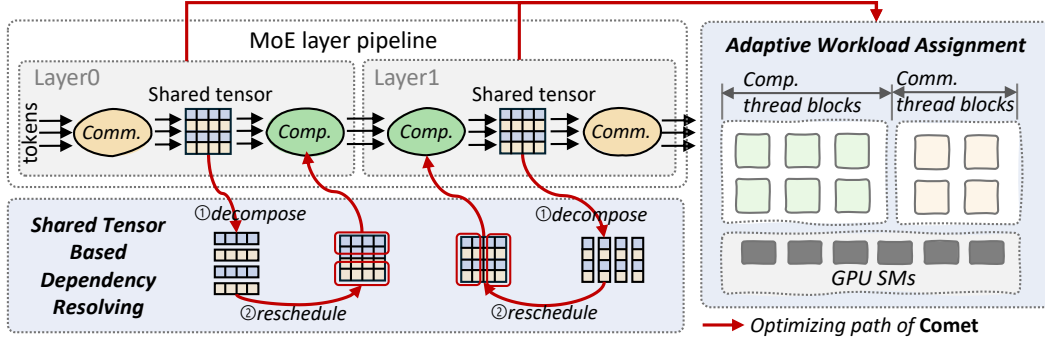 MoE layer pipeline
Layer0
Layer1
Shared tensor
Shared tensor
tokens
Comm.
Comp.
Comp.
Comm.
①decompose
①decompose
Shared Tensor
Based
Dependency
Resolving
②reschedule
②reschedule
Adaptive Workload Assignment
Comp.
thread blocks
Comm.
thread blocks
GPU SMs
Optimizing path of Comet